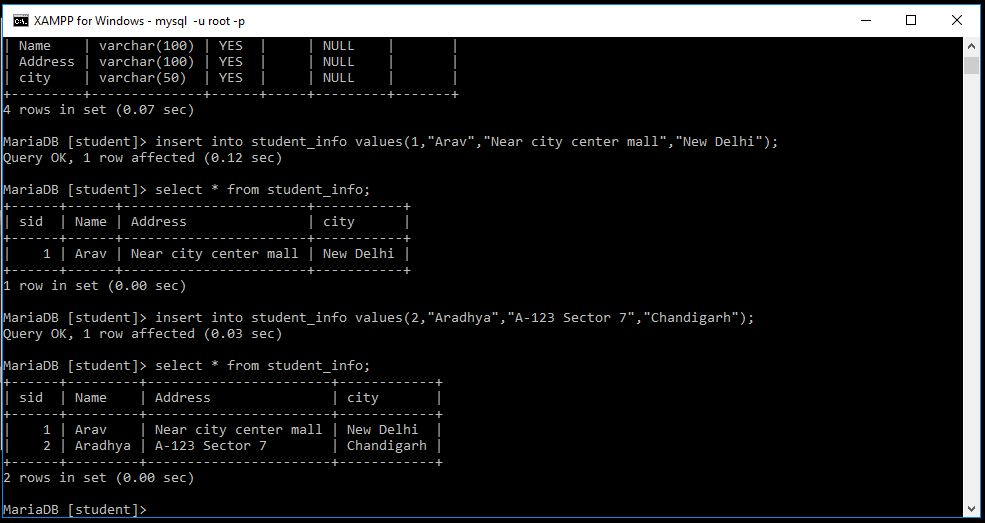 XAMPP for Windows - mysql  -u root -p
| Name    | varchar(100) | YES  |     | NULL    |       |
| Address | varchar(100) | YES  |     | NULL    |       |
| city    | varchar(50)  | YES  |     | NULL    |       |
+---------+--------------+------+-----+---------+-------+
4 rows in set (0.07 sec)
MariaDB [student]> insert into student_info values(1,"Arav","Near city center mall","New Delhi");
Query OK, 1 row affected (0.12 sec)
MariaDB [student]> select * from student_info;
+------+------+-----------------------+-----------+
| sid  | Name | Address               | city      |
+------+------+-----------------------+-----------+
|    1 | Arav | Near city center mall | New Delhi |
+------+------+-----------------------+-----------+
1 row in set (0.00 sec)
MariaDB [student]> insert into student_info values(2,"Aradhya","A-123 Sector 7","Chandigarh");
Query OK, 1 row affected (0.03 sec)
MariaDB [student]> select * from student_info;
+------+---------+-----------------------+------------+
| sid  | Name    | Address               | city       |
+------+---------+-----------------------+------------+
|    1 | Arav    | Near city center mall | New Delhi  |
|    2 | Aradhya | A-123 Sector 7        | Chandigarh |
+------+---------+-----------------------+------------+
2 rows in set (0.00 sec)
MariaDB [student]>